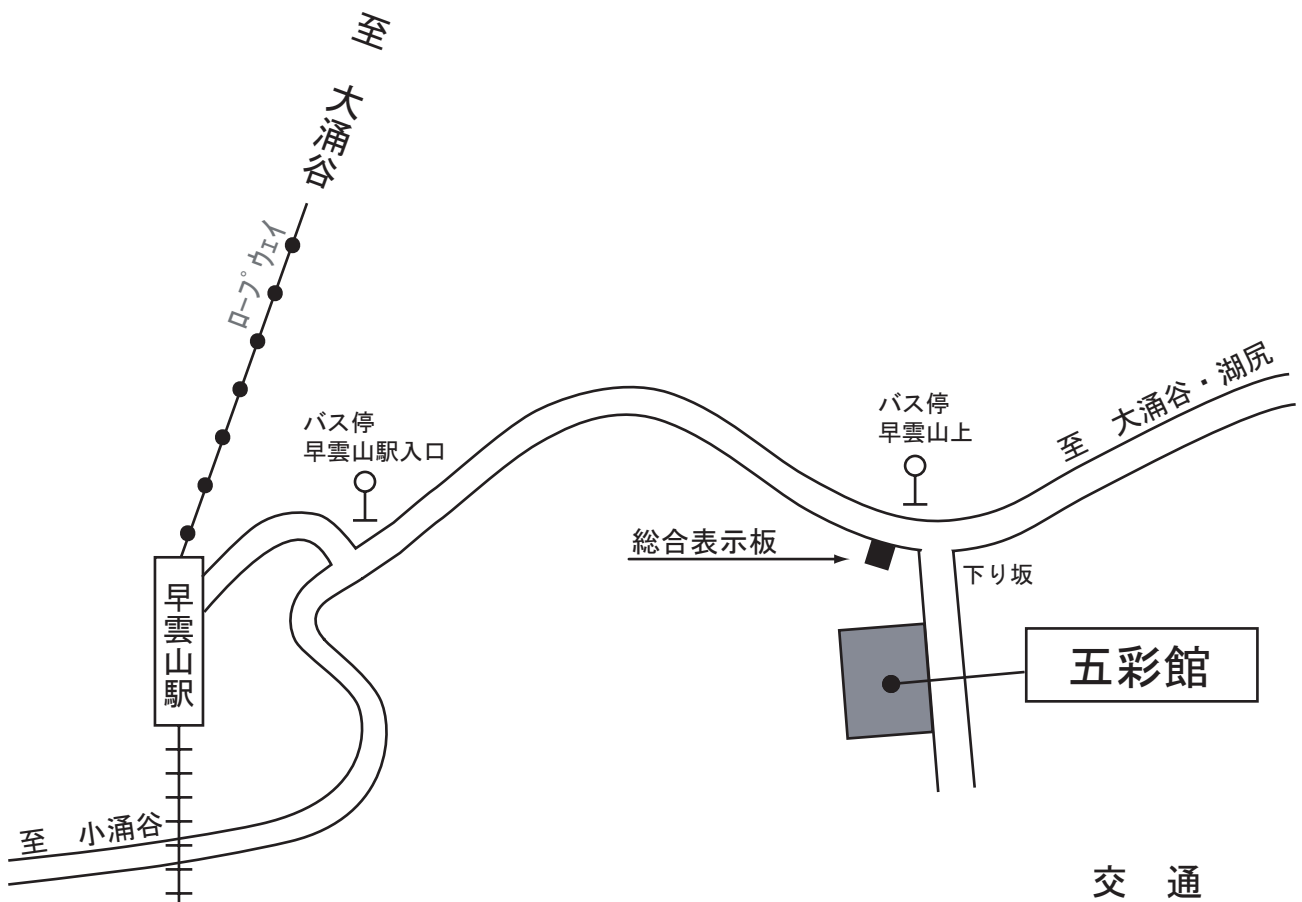 至　大涌谷
ﾛｰﾌﾟｳｪｲ
バス停
早雲山駅入口
バス停
早雲山上
至　大涌谷・湖尻
総合表示板
下り坂
早雲山駅
五彩館
至　小涌谷
交　通